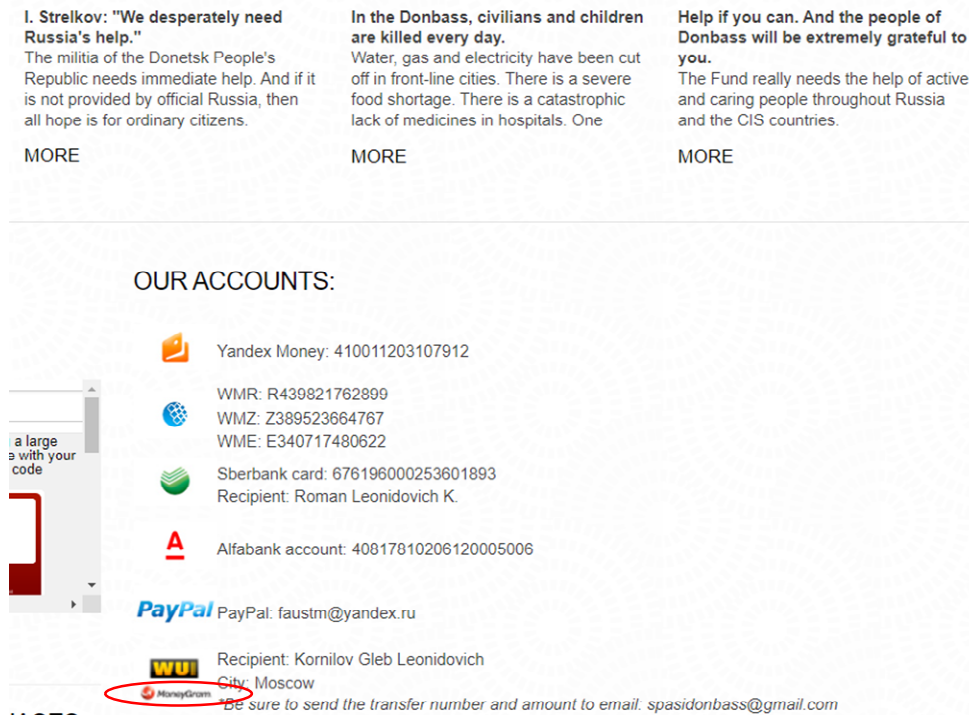 I. Strelkov: "We desperately need
Russia's help."
The militia of the Donetsk People's
Republic needs immediate help. And if it
is not provided by official Russia, then
all hope is for ordinary citizens.
MORE
In the Donbass, civilians and children
are killed every day.
Water, gas and electricity have been cut
off in front-line cities. There is a severe
food shortage. There is a catastrophic
lack of medicines in hospitals. One
MORE
Help if you can. And the people of
Donbass will be extremely grateful to
you.
The Fund really needs the help of active
and caring people throughout Russia
and the CIS countries.
MORE
a large
e with your
code
OUR ACCOUNTS:
Yandex Money: 410011203107912
WMR: R439821762899
WMZ: Z389523664767
WME: E340717480622
Sberbank card: 676196000253601893
Recipient: Roman Leonidovich K.
Alfabank account: 40817810206120005006
PayPal PayPal: faustm@yandex.ru
WU
Recipient: Kornilov Gleb Leonidovich
City: Moscow
MoneyGram
*Be sure to send the transfer number and amount to email: spasidonbass@gmail.com